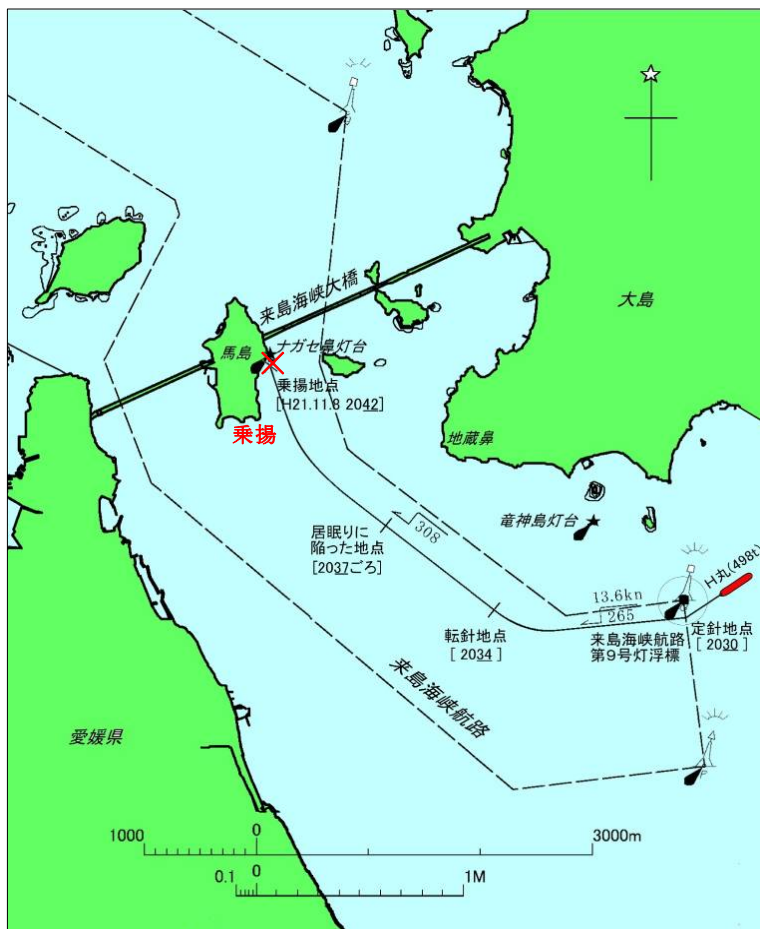 来島海峡大橋
大島
馬島
ナガセ鼻灯台
乗揚地点
[H21.11.8 2042]
乗揚
地蔵鼻
竜神島灯台
308
居眠りに
陥った地点
[2037ごろ]
H丸(498t)
13.6kn
265
転針地点
[ 2034 ]
来島海峡航路
第9号灯浮標
定針地点
[ 2030 ]
来島海峡航路
愛媛県
1000 0 3000m
0.1 0 1M